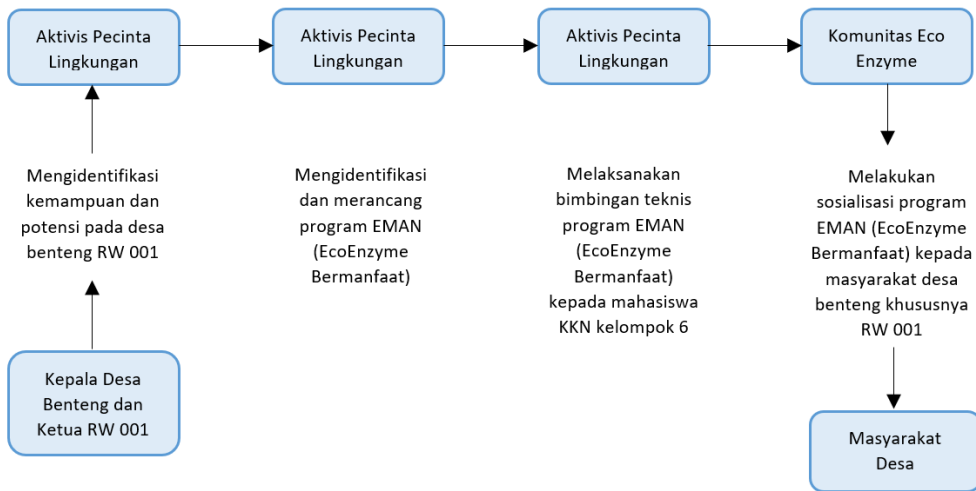 Aktivis Pecinta
Lingkungan
Aktivis Pecinta
Lingkungan
Aktivis Pecinta
Lingkungan
Komunitas Eco
Enzyme
Mengidentifikasi
kemampuan dan
potensi pada desa
benteng RW 001
Mengidentifikasi
dan merancang
program EMAN
(EcoEnzyme
Bermanfaat)
Melaksanakan
bimbingan teknis
program EMAN
(EcoEnzyme
Bermanfaat)
kepada mahasiswa
KKN kelompok 6
Melakukan
sosialisasi program
EMAN (EcoEnzyme
Bermanfaat) kepada
masyarakat desa
benteng khususnya
RW 001
Kepala Desa
Benteng dan
Ketua RW 001
Masyarakat
Desa